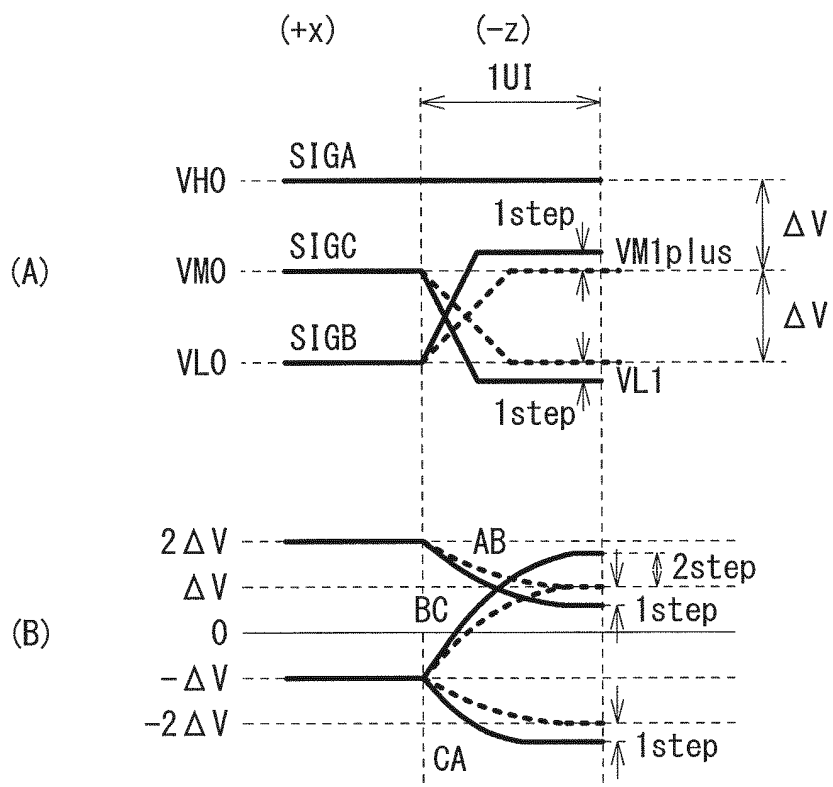 (+x) (-z)
1UI
SIGA
VH0
1step
ΔV
(A)
SIGC
VM0
VM1plus
ΔV
SIGB
VL0
VL1
1step
2ΔV
AB
2step
ΔV
BC
1step
(B)
0
-ΔV
-2ΔV
1step
CA